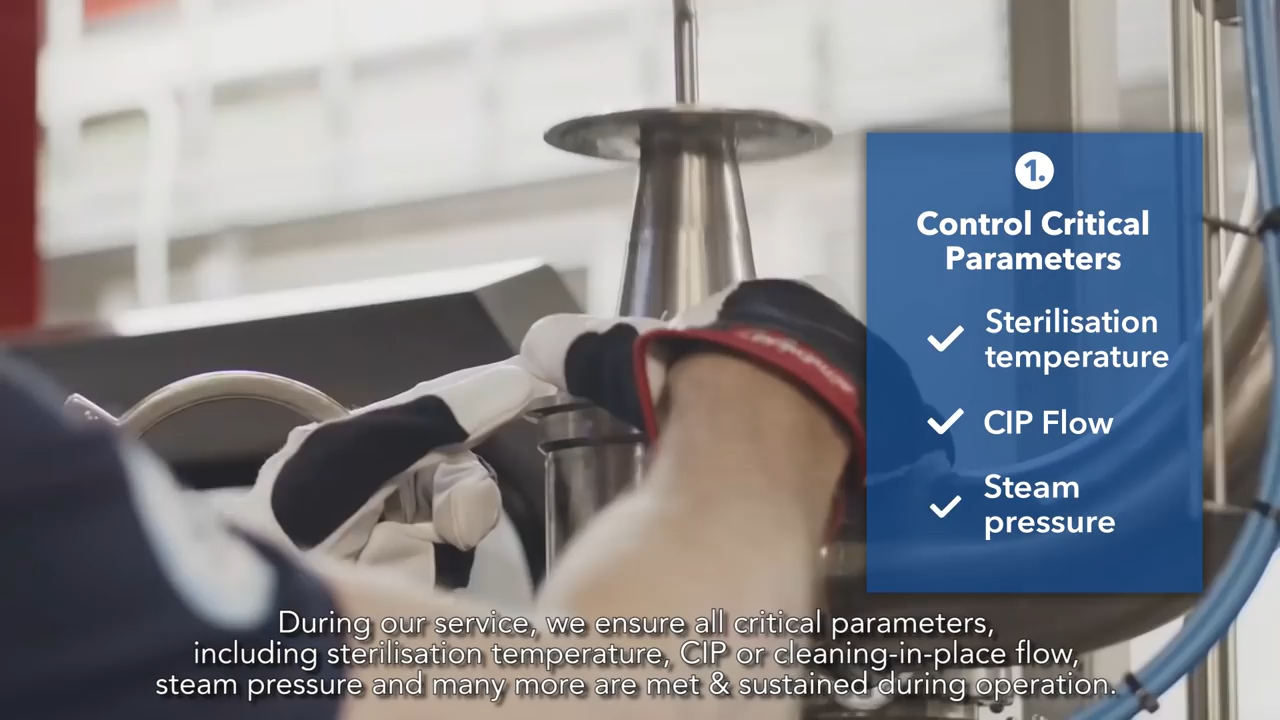 1.
Control Critical
Parameters
Sterilisation
temperature
CIP Flow
Steam
pressure
During our service, we ensure all critical parameters,
including sterilisation temperature, CIP or cleaning-in-place flow,
steam pressure and many more are met & sustained during operation.